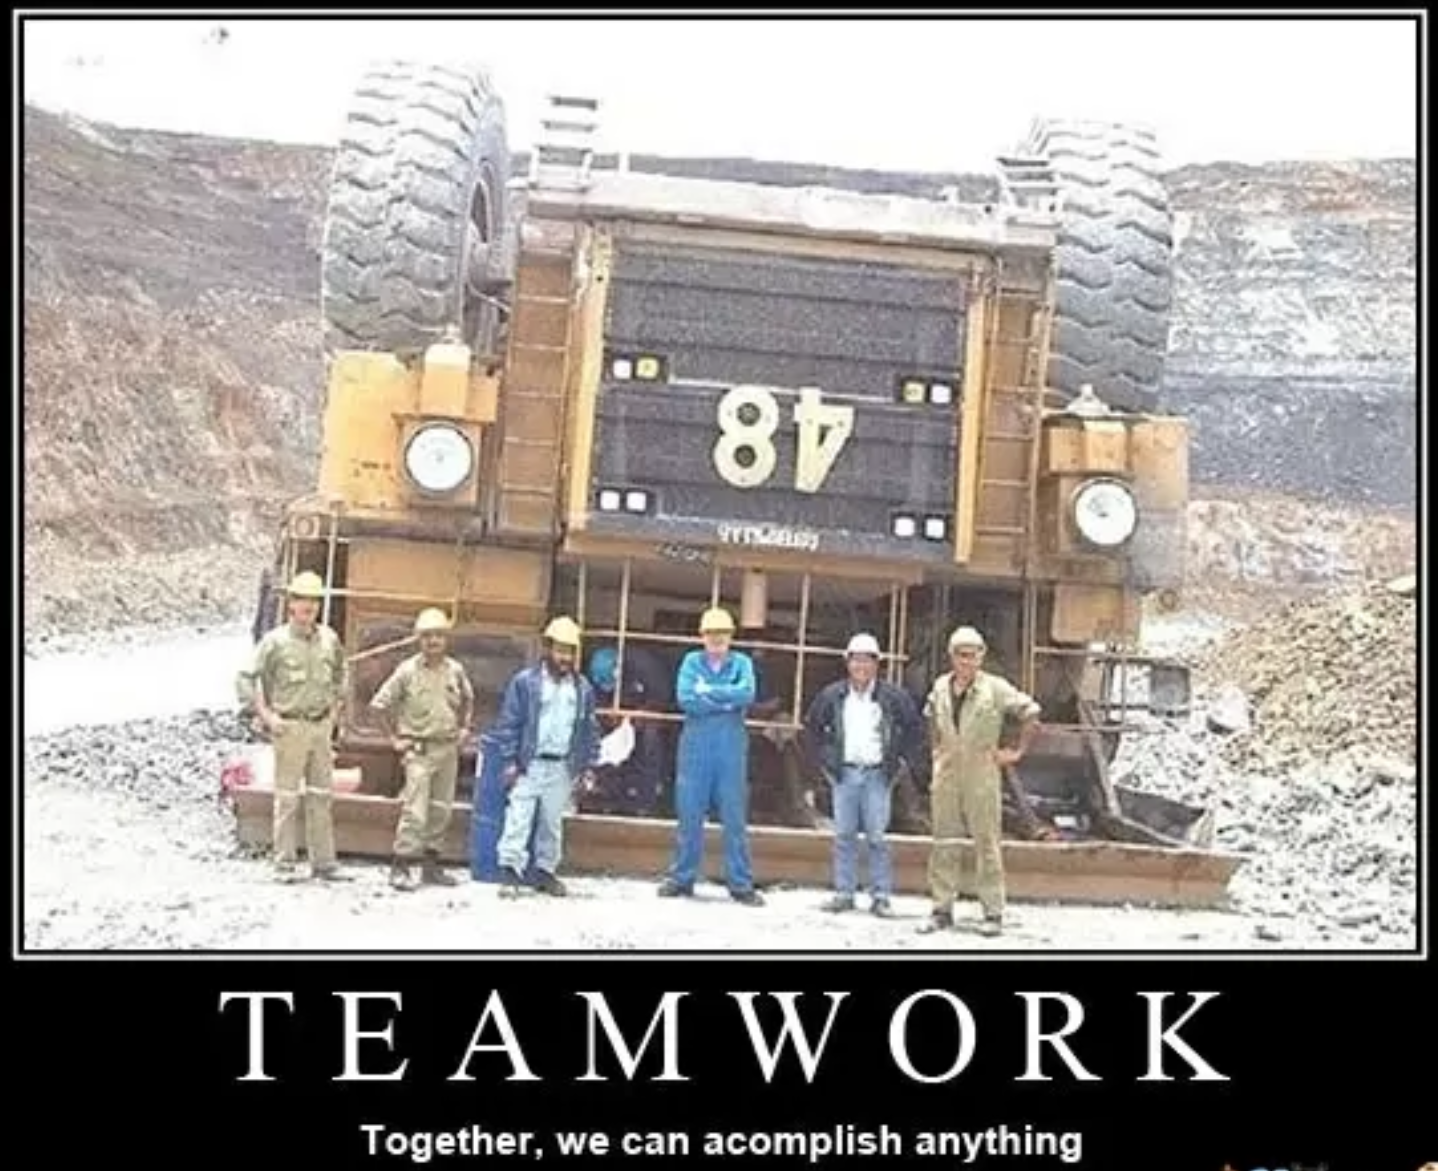 48
TEAMWORK
Together, we can acomplish anything